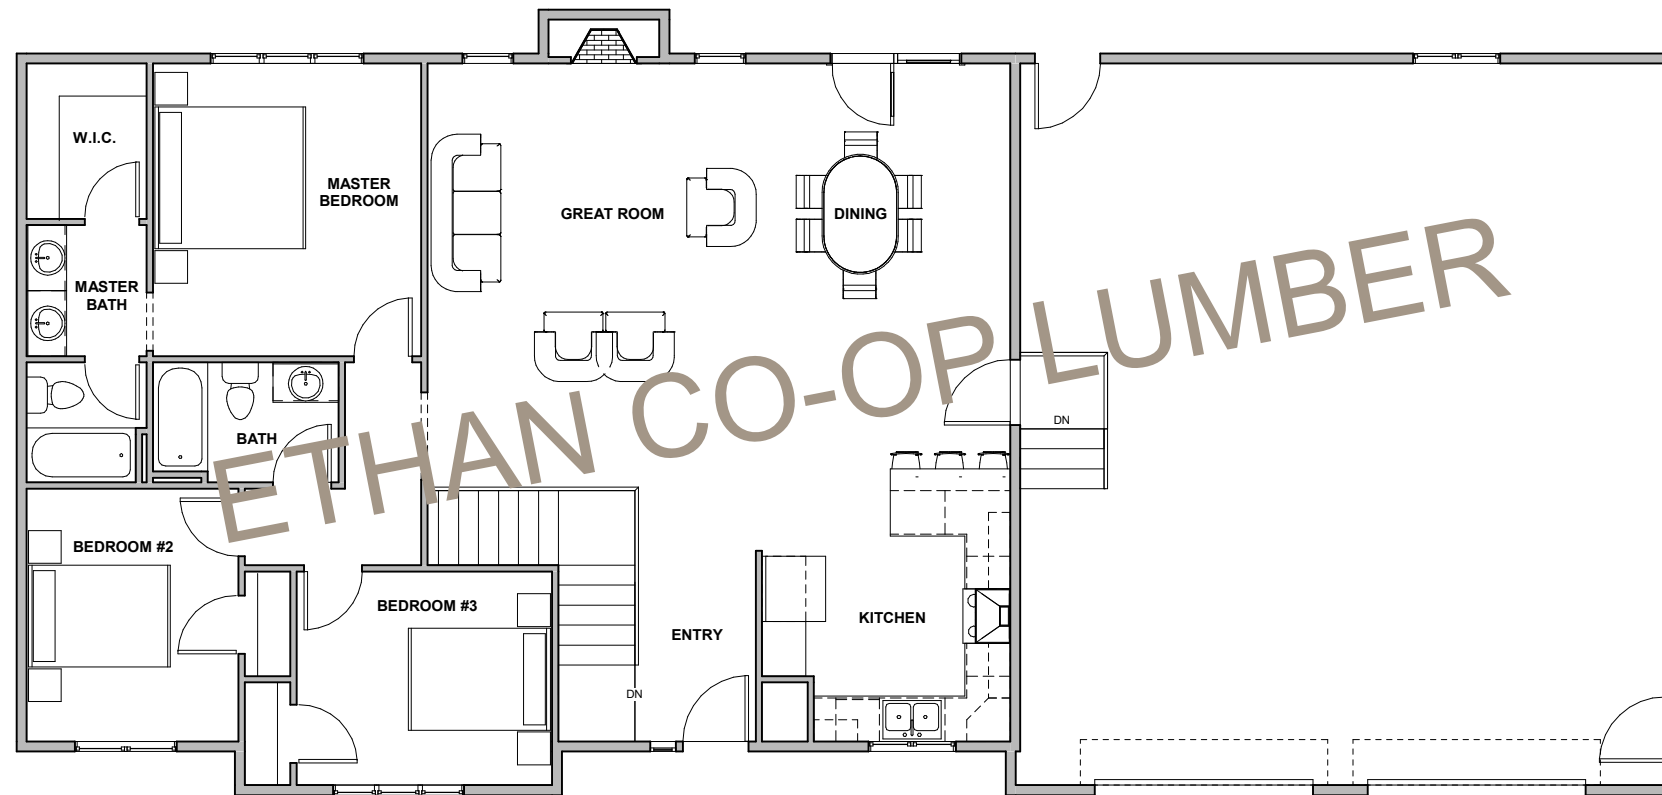 W.I.C.
MASTER
BEDROOM
GREAT ROOM
DINING
MASTER
BATH
ETHAN CO-OP LUMBER
DN
BATH
BEDROOM #2
BEDROOM #3
ENTRY
KITCHEN
DN